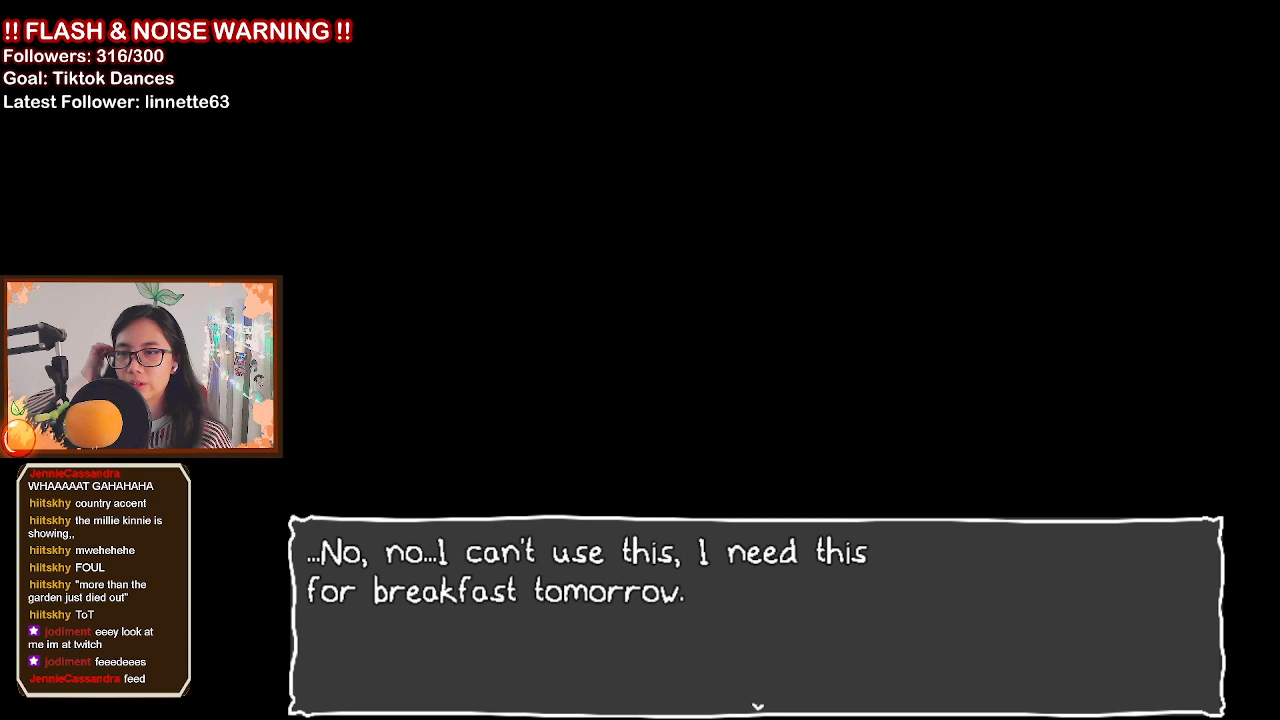 !! FLASH & NOISE WARNING !!
Followers: 316/300
Goal: Tiktok Dances
Latest Follower: linnette63
JennieCassandra
WHAAAAAT GAHAHAHA
hiitskhy country accent
hiitskhy the millie kinnie is
showing,,
hiitskhy mwehehehe
hiitskhy FOUL
hiitskhy "more than the
garden just died out"
hiitskhy ToT
jodiment eeey look at
me im at twitch
jodiment feeedeees
JennieCassandra feed
...No, no...I can't use this, I need this
for breakfast tomorrow.